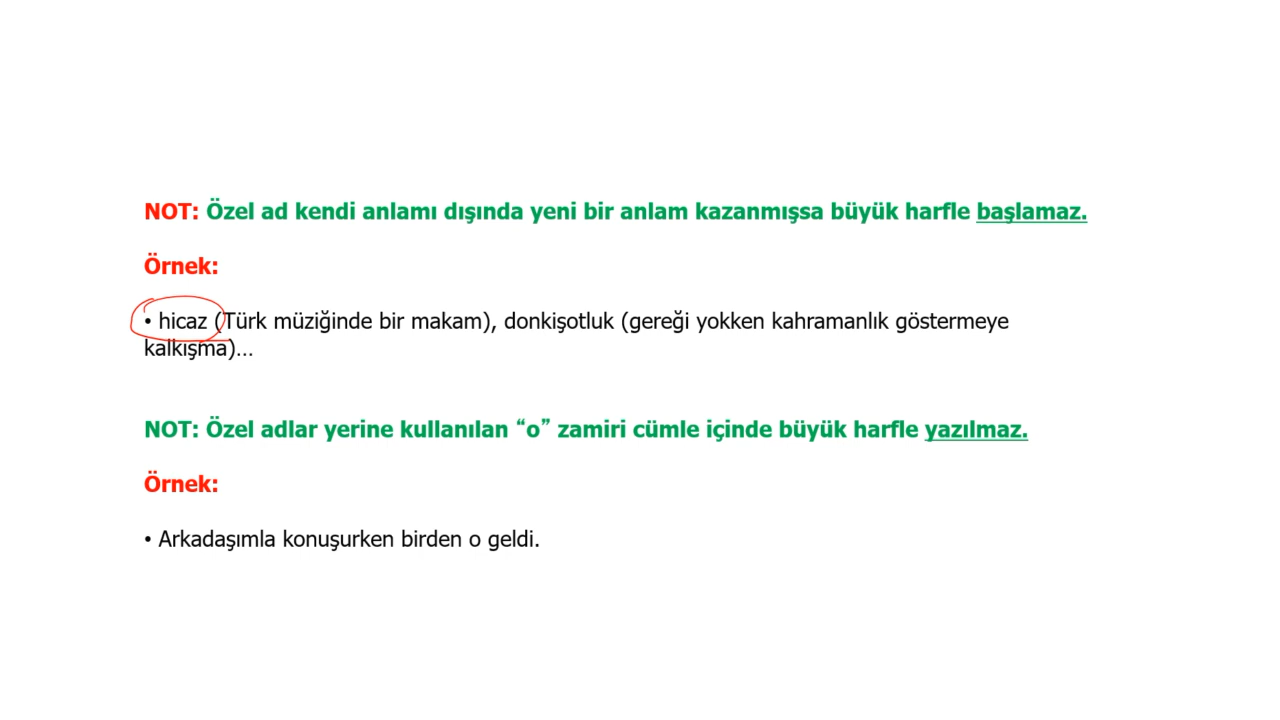 NOT: Özel ad kendi anlamı dışında yeni bir anlam kazanmışsa büyük harfle başlamaz.
Örnek:
• hicaz (Türk müziğinde bir makam), donkişotluk (gereği yokken kahramanlık göstermeye
kalkışma)…
NOT: Özel adlar yerine kullanılan “o” zamiri cümle içinde büyük harfle yazılmaz.
Örnek:
• Arkadaşımla konuşurken birden o geldi.